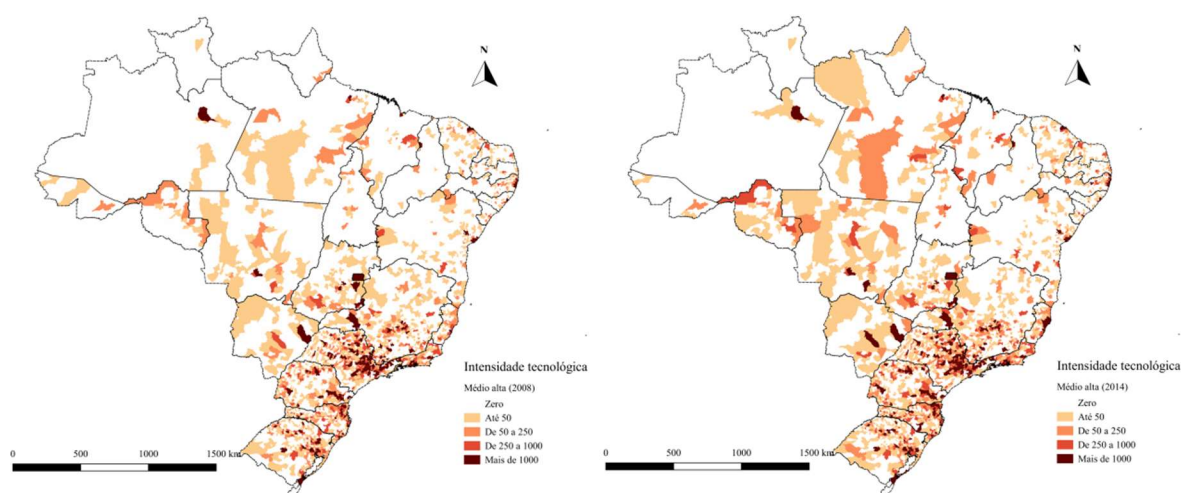 N
Intensidade tecnológica
Médio alta (2008)
Zero
Até 50
De 50 a 250
De 250 a 1000
Mais de 1000
0 500 1000 1500 km
N
Intensidade tecnológica
Médio alta (2014)
Zero
Até 50
De 50 a 250
De 250 a 1000
Mais de 1000
0 500 1000 1500 km